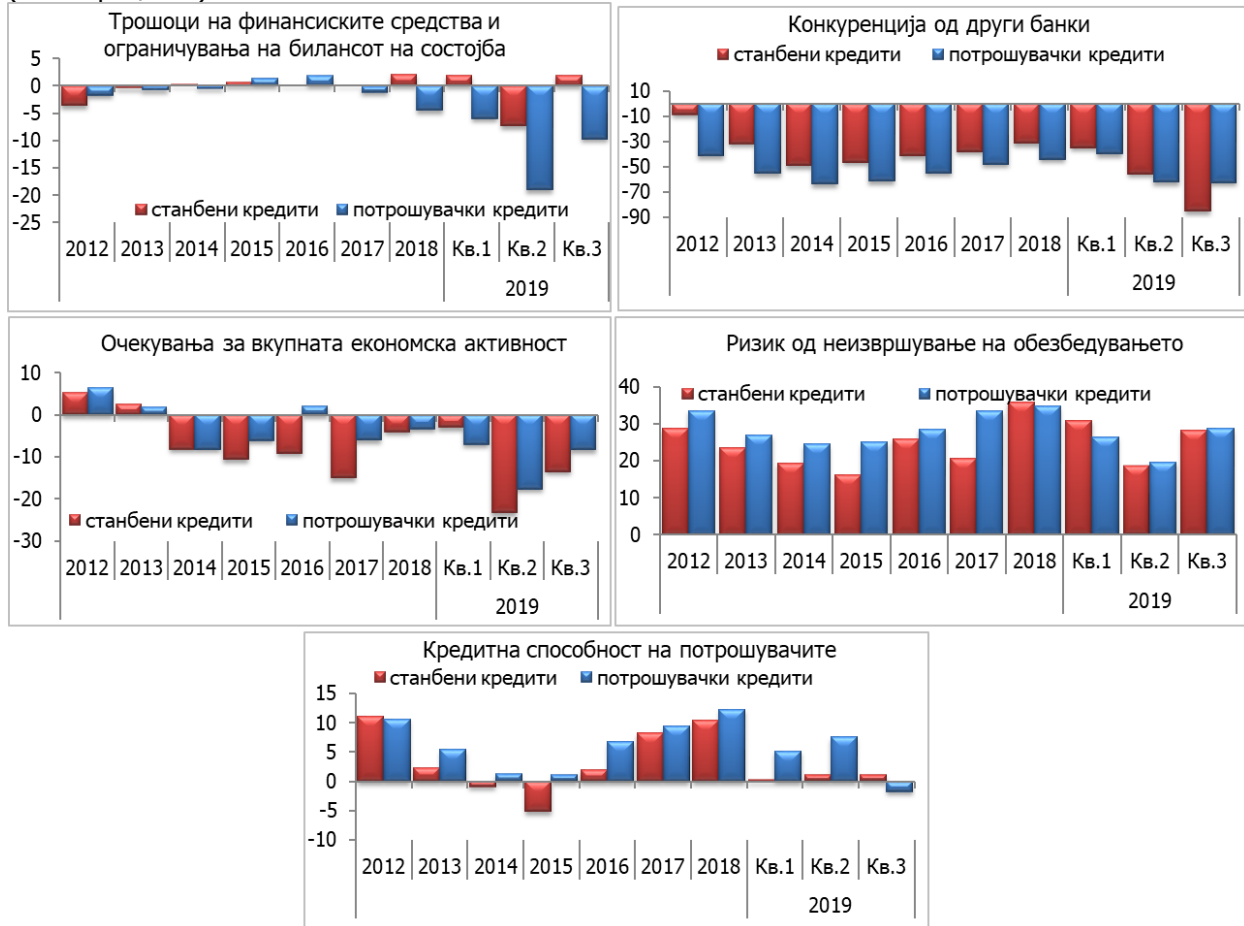 Трошоци на финансиските средства и
ограничувања на билансот на состојба
5
0
-5
-10
-15
-20
-25
станбени кредити потрошувачки кредити
2012 2013 2014 2015 2016 2017 2018 Кв.1 Кв.2 Кв.3
2019
Конкуренција од други банки
станбени кредити потрошувачки кредити
10
-10
-30
-50
-70
-90
2012 2013 2014 2015 2016 2017 2018 Кв.1 Кв.2 Кв.3
2019
Очекувања за вкупната економска активност
10
0
-10
-20
-30
станбени кредити потрошувачки кредити
2012 2013 2014 2015 2016 2017 2018 Кв.1 Кв.2 Кв.3
2019
Ризик од неизвршување на обезбедувањето
40
30
20
10
0
станбени кредити потрошувачки кредити
2012 2013 2014 2015 2016 2017 2018 Кв.1 Кв.2 Кв.3
2019
Кредитна способност на потрошувачите
станбени кредити потрошувачки кредити
15
10
5
0
-5
-10
2012 2013 2014 2015 2016 2017 2018 Кв.1 Кв.2 Кв.3
2019